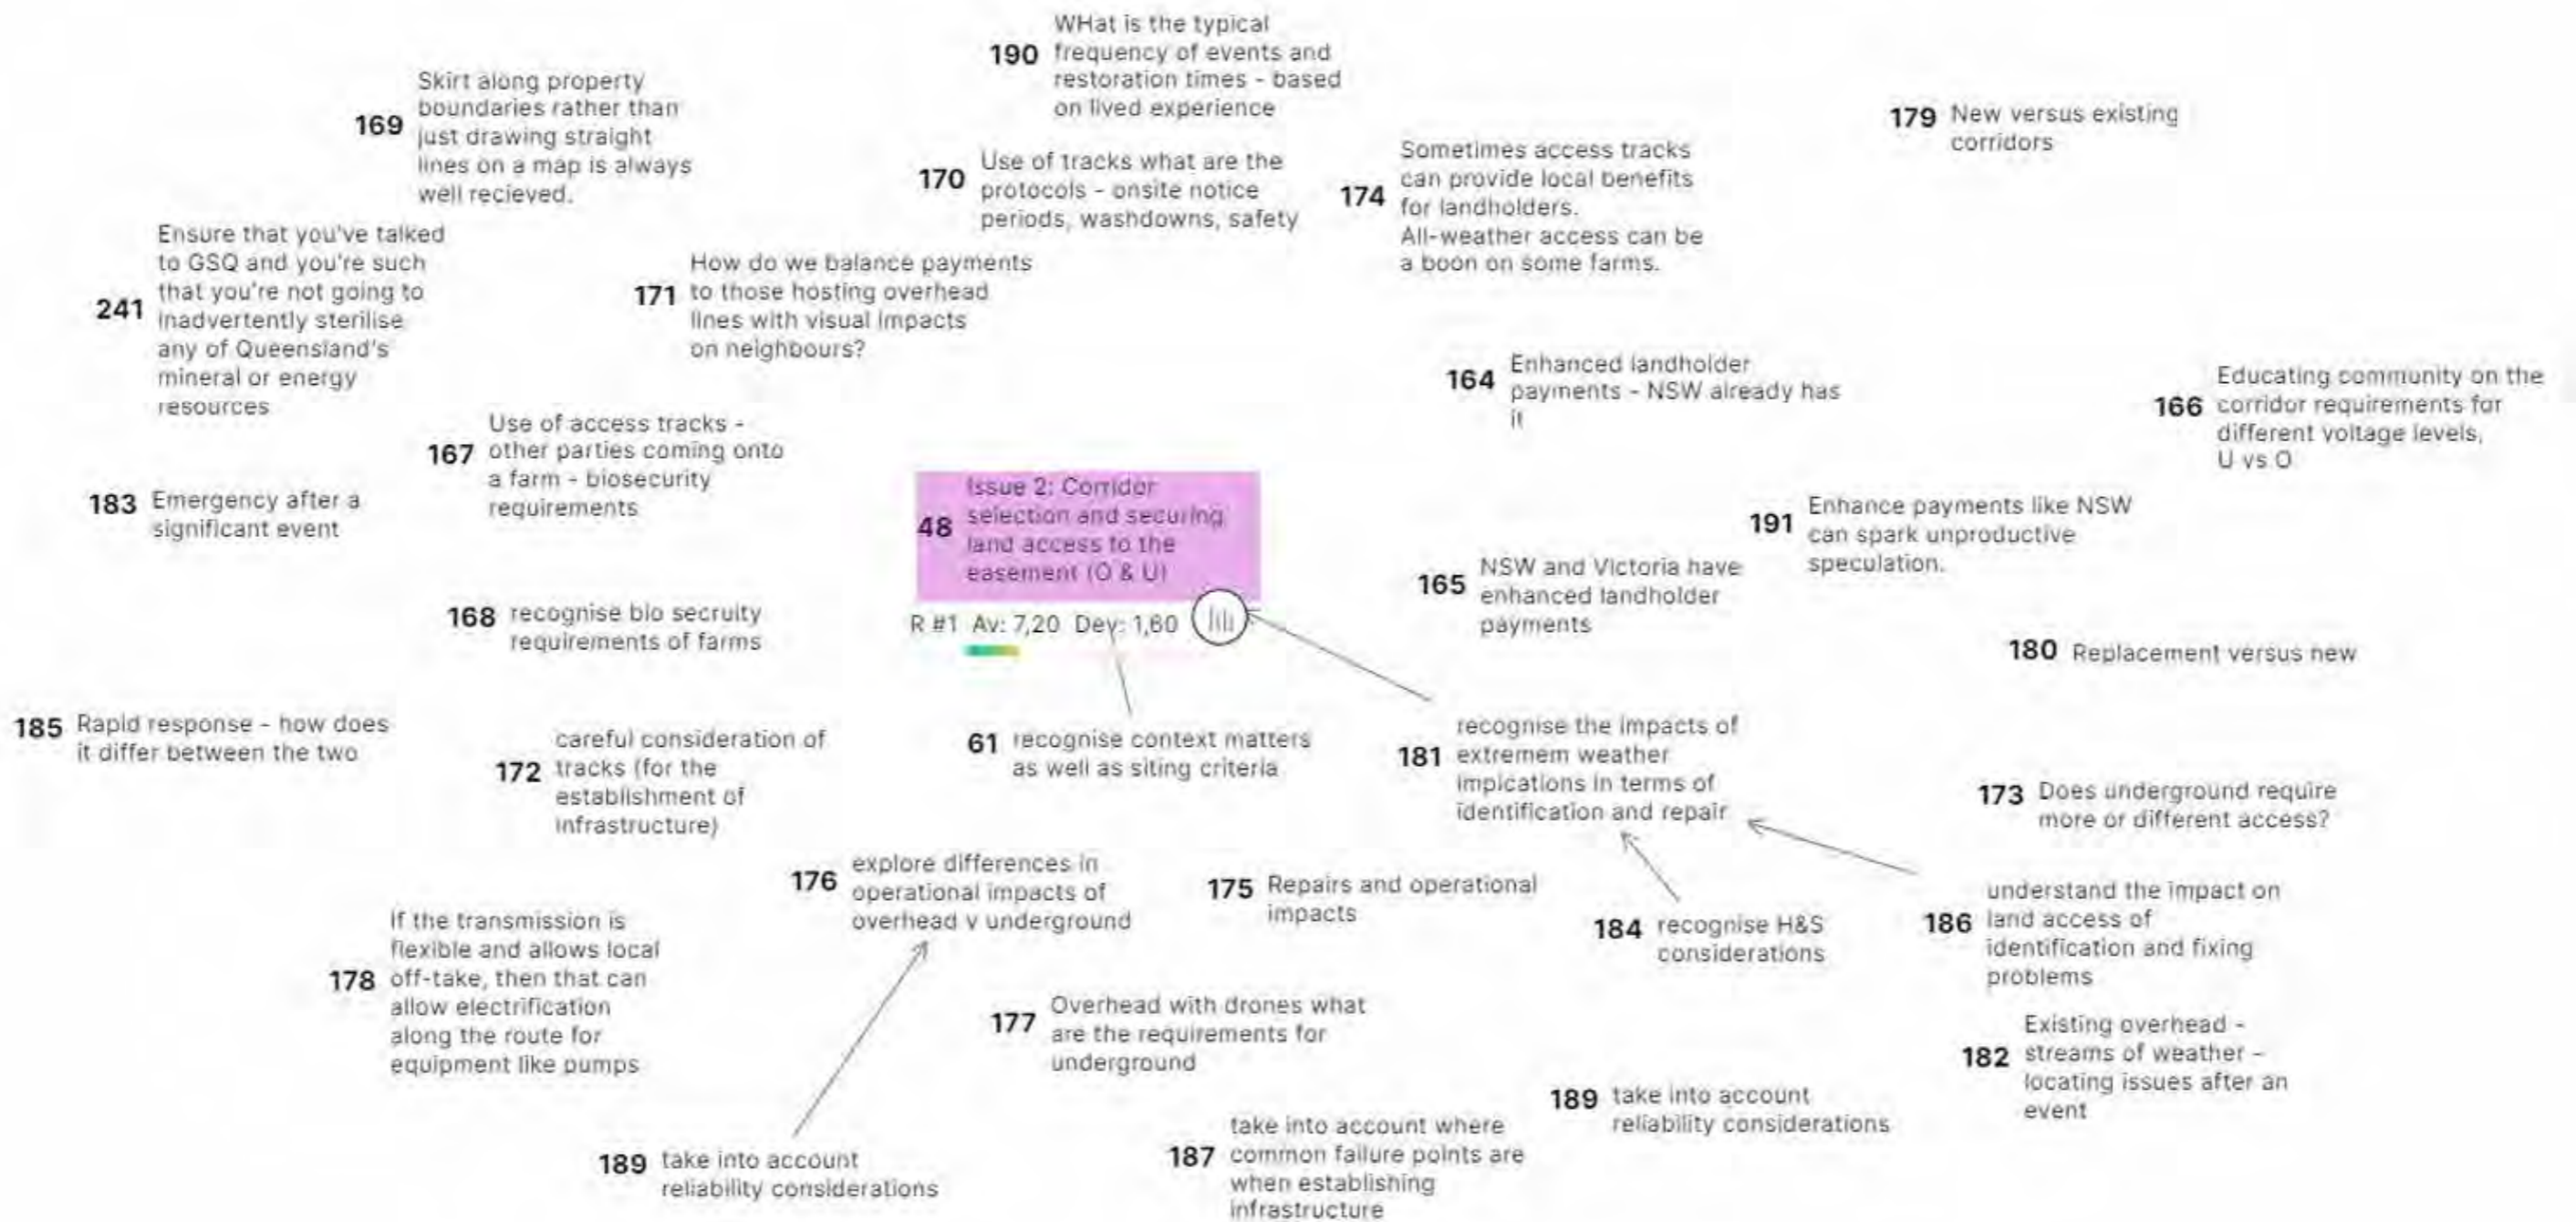 190
WHat is the typical
frequency of events and
restoration times - based
on lived experience
169
Skirt along property
boundaries rather than
just drawing straight
lines on a map is always
well recieved.
179
New versus existing
corridors
170
Use of tracks what are the
protocols - onsite notice
periods, washdowns, safety
174
Sometimes access tracks
can provide local benefits
for landholders.
All-weather access can be
a boon on some farms.
241
Ensure that you've talked
to GSQ and you're such
that you're not going to
inadvertently sterilise
any of Queensland's
mineral or energy
resources
171
How do we balance payments
to those hosting overhead
lines with visual impacts
on neighbours?
164
Enhanced landholder
payments - NSW already has
it
166
Educating community on the
corridor requirements for
different voltage levels,
U vs O
167
Use of access tracks -
other parties coming onto
a farm - biosecurity
requirements
183
Emergency after a
significant event
48
Issue 2: Corridor
selection and securing
land access to the
easement (O & U)
R #1 Av: 7,20 Dev: 1,60
191
Enhance payments like NSW
can spark unproductive
speculation.
165
NSW and Victoria have
enhanced landholder
payments
168
recognise bio secruity
requirements of farms
180
Replacement versus new
185
Rapid response - how does
it differ between the two
172
careful consideration of
tracks (for the
establishment of
infrastructure)
61
recognise context matters
as well as siting criteria
181
recognise the impacts of
extremem weather
impications in terms of
identification and repair
173
Does underground require
more or different access?
176
explore differences in
operational impacts of
overhead v underground
175
Repairs and operational
impacts
184
recognise H&S
considerations
186
understand the impact on
land access of
identification and fixing
problems
178
If the transmission is
flexible and allows local
off-take, then that can
allow electrification
along the route for
equipment like pumps
177
Overhead with drones what
are the requirements for
underground
182
Existing overhead -
streams of weather -
locating issues after an
event
189
take into account
reliability considerations
187
take into account where
common failure points are
when establishing
infrastructure
189
take into account
reliability considerations